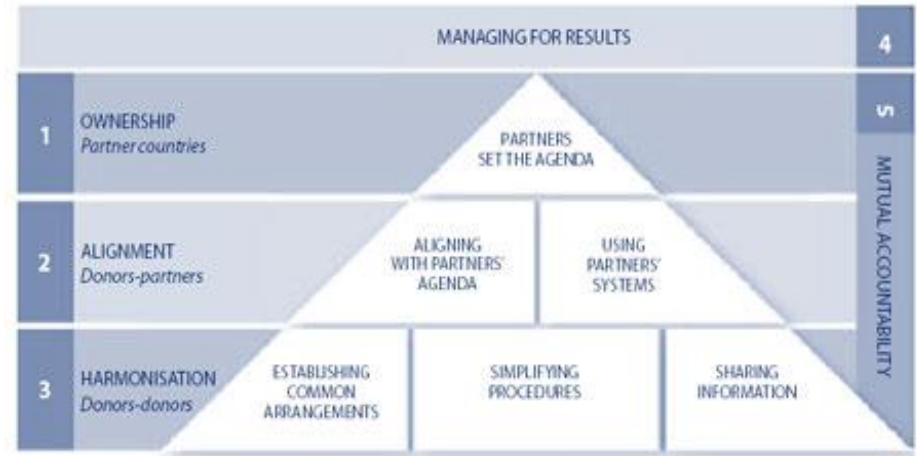 MANAGING FOR RESULTS
4
1
OWNERSHIP
Partner countries
PARTNERS
SET THE AGENDA
5
MUTUAL ACCOUNTABILITY
2
ALIGNMENT
Donors-partners
ALIGNING
WITH PARTNERS'
AGENDA
USING
PARTNERS'
SYSTEMS
3
HARMONISATION
Donors-donors
ESTABLISHING
COMMON
ARRANGEMENTS
SIMPLIFYING
PROCEDURES
SHARING
INFORMATION